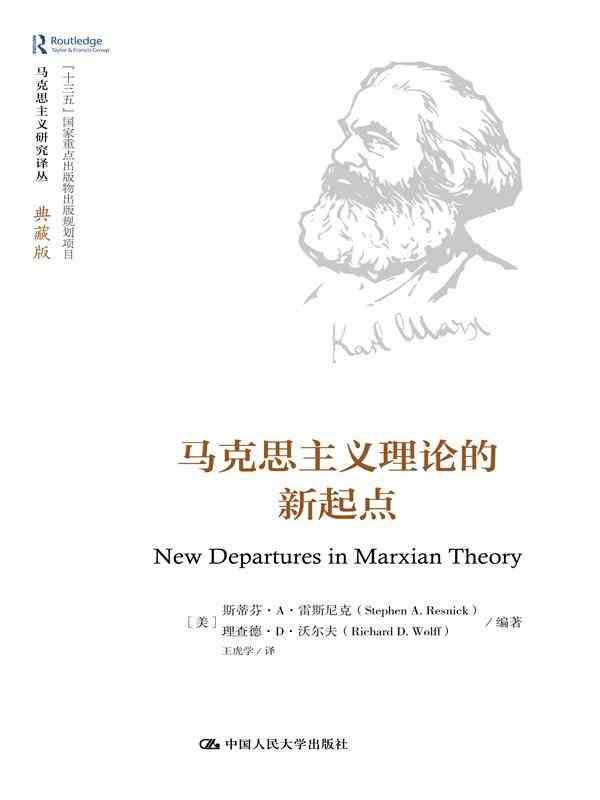 Routledge
Taylor & Francis Group
「十三五」国家重点出版物出版规划项目
马克思主义研究译丛
典藏版
Karl Marx
马克思主义理论的
新起点
New Departures in Marxian Theory
［美］
斯蒂芬·A·雷斯尼克（Stephen A. Resnick）
理查德·D·沃尔夫（Richard D. Wolff）
／编著
王虎学／译
中国人民大学出版社